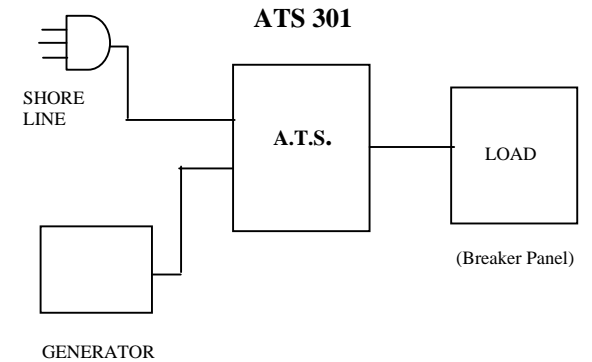 ATS 301
SHORE
LINE
A.T.S.
LOAD
(Breaker Panel)
GENERATOR